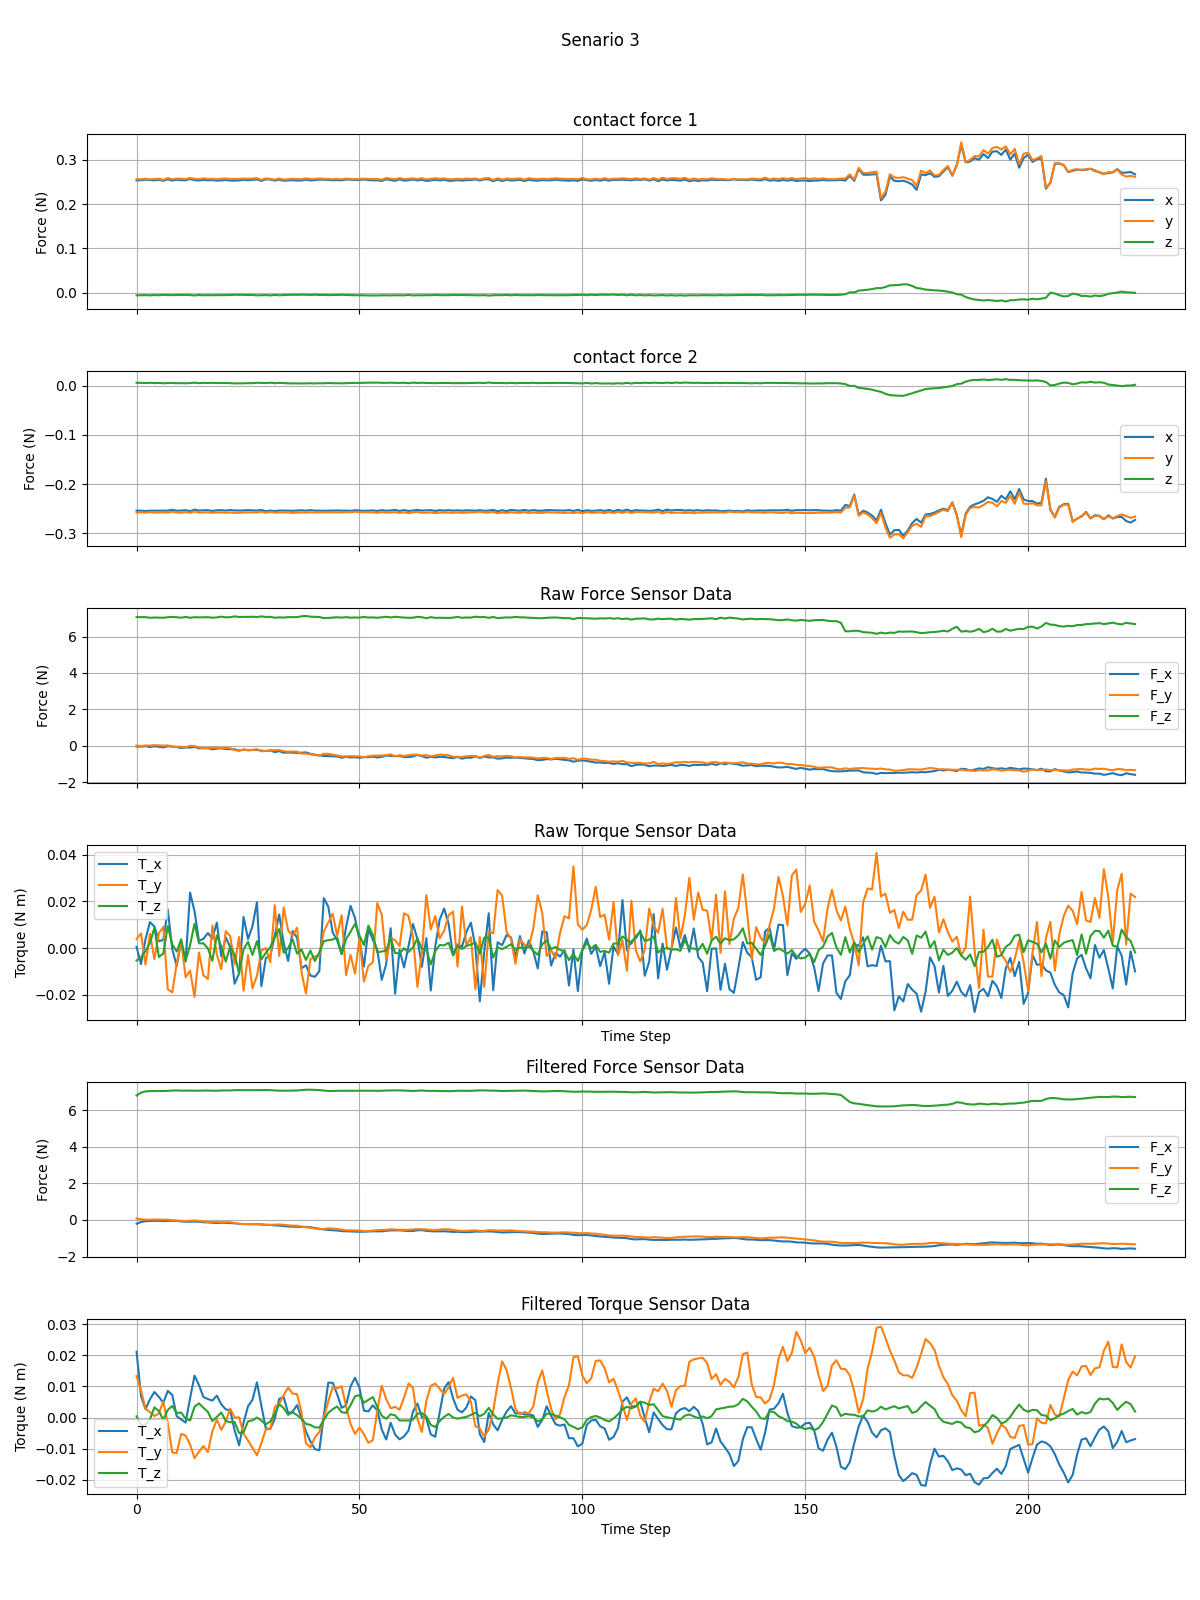 Senario 3
contact force 1
Force (N)
0.3
0.2
0.1
0.0
x
y
z
contact force 2
Force (N)
0.0
−0.1
−0.2
−0.3
x
y
z
Raw Force Sensor Data
Force (N)
6
4
2
0
−2
F_x
F_y
F_z
Raw Torque Sensor Data
Torque (N m)
0.04
0.02
0.00
−0.02
T_x
T_y
T_z
Time Step
Filtered Force Sensor Data
Force (N)
6
4
2
0
−2
F_x
F_y
F_z
Filtered Torque Sensor Data
Torque (N m)
0.03
0.02
0.01
0.00
−0.01
−0.02
T_x
T_y
T_z
0 50 100 150 200
Time Step